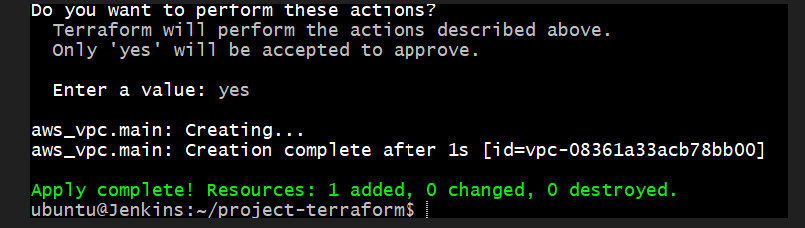 Do you want to perform these actions?
Terraform will perform the actions described above.
Only 'yes' will be accepted to approve.
Enter a value: yes
aws_vpc.main: Creating...
aws_vpc.main: Creation complete after 1s [id=vpc-08361a33acb78bb00]
Apply complete! Resources: 1 added, 0 changed, 0 destroyed.
ubuntu@Jenkins:~/project-terraform$